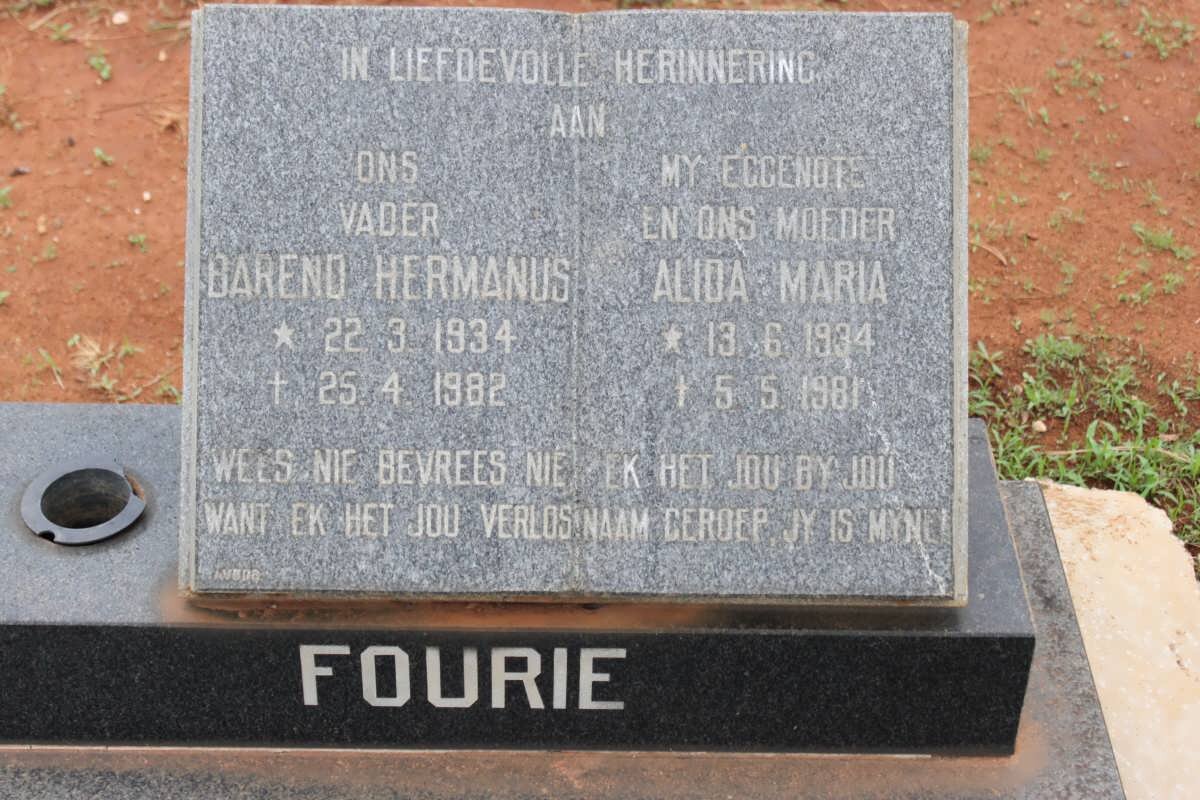 IN LIEFDEVOLLE HERINNERING
AAN
ONS
VADER
BAREND HERMANUS
★ 22. 3. 1934
† 25. 4. 1982
MY EGGENOTE
EN ONS MOEDER
ALIDA MARIA
★ 13. 6. 1934
† 5. 5. 1981
WEES NIE BEVREES NIE, EK HET JOU BY JOU
WANT EK HET JOU VERLOS NAAM GEROEP, JY IS MYNE!
FOURIE